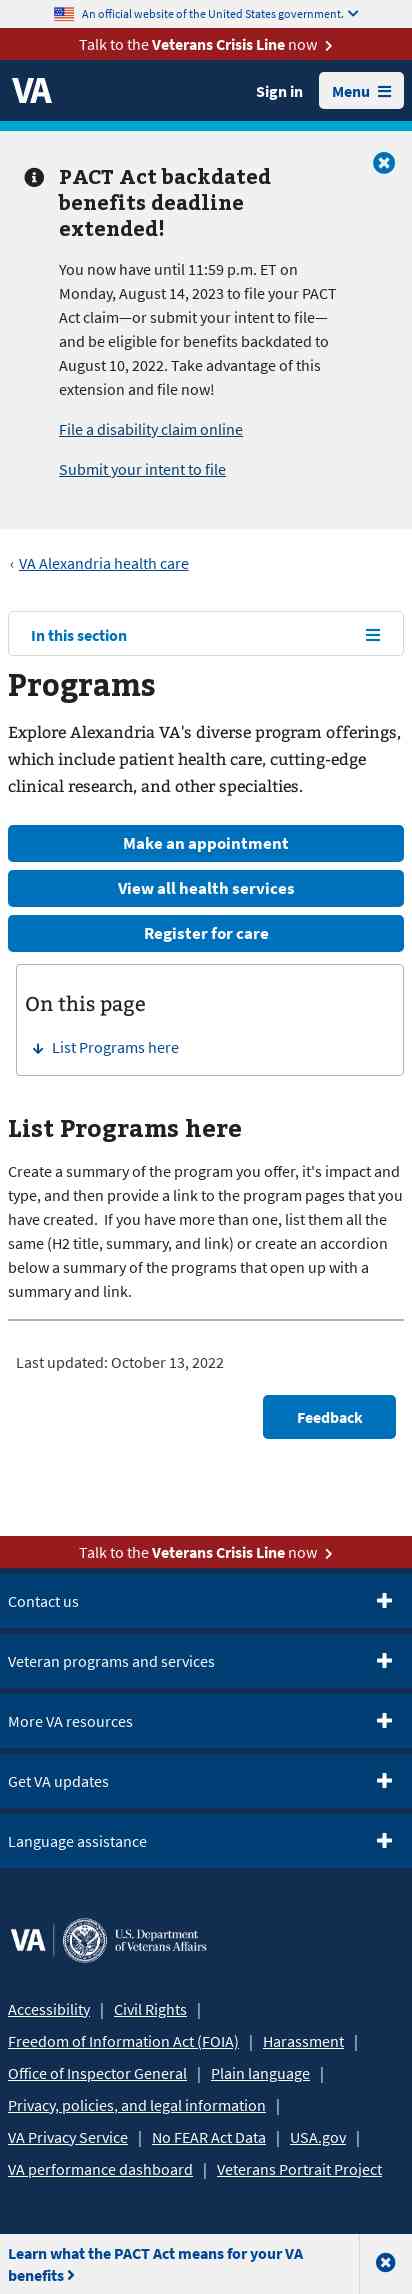 An official website of the United States government.
Talk to the Veterans Crisis Line now
VA
Sign in
Menu
PACT Act backdated
benefits deadline
extended!
You now have until 11:59 p.m. ET on
Monday, August 14, 2023 to file your PACT
Act claim—or submit your intent to file—
and be eligible for benefits backdated to
August 10, 2022. Take advantage of this
extension and file now!
File a disability claim online
Submit your intent to file
‹ VA Alexandria health care
In this section
Programs
Explore Alexandria VA's diverse program offerings,
which include patient health care, cutting-edge
clinical research, and other specialties.
Make an appointment
View all health services
Register for care
On this page
List Programs here
List Programs here
Create a summary of the program you offer, it's impact and
type, and then provide a link to the program pages that you
have created. If you have more than one, list them all the
same (H2 title, summary, and link) or create an accordion
below a summary of the programs that open up with a
summary and link.
Last updated: October 13, 2022
Feedback
Talk to the Veterans Crisis Line now
Contact us
Veteran programs and services
More VA resources
Get VA updates
Language assistance
VA
U.S. Department
of Veterans Affairs
Accessibility | Civil Rights |
Freedom of Information Act (FOIA) | Harassment |
Office of Inspector General | Plain language |
Privacy, policies, and legal information |
VA Privacy Service | No FEAR Act Data | USA.gov |
VA performance dashboard | Veterans Portrait Project
Learn what the PACT Act means for your VA
benefits